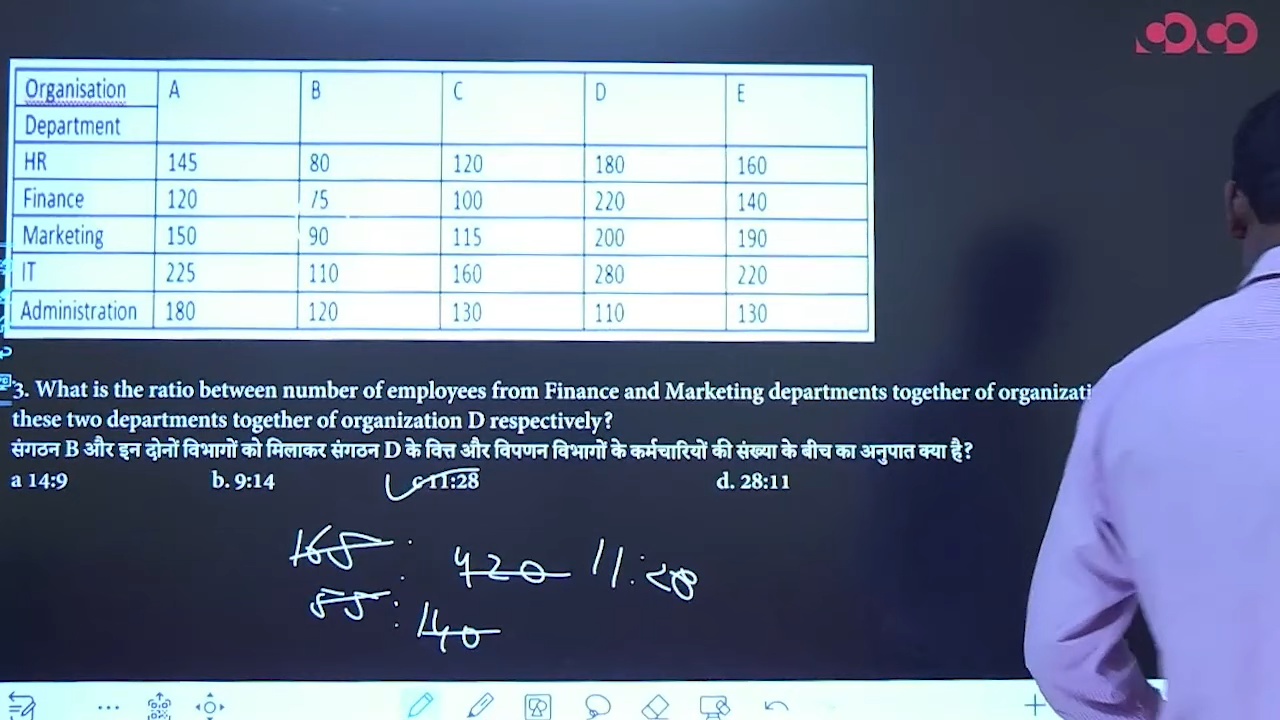 Organisation A B C D E
Department
HR 145 80 120 180 160
Finance 120 75 100 220 140
Marketing 150 90 115 200 190
IT 225 110 160 280 220
Administration 180 120 130 110 130
3. What is the ratio between number of employees from Finance and Marketing departments together of organizati
these two departments together of organization D respectively?
संगठन B और इन दोनों विभागों को मिलाकर संगठन D के वित्त और विपणन विभागों के कर्मचारियों की संख्या के बीच का अनुपात क्या है?
a 14:9 b. 9:14 c 11:28 d. 28:11
165 : 420 11:28
55 : 140